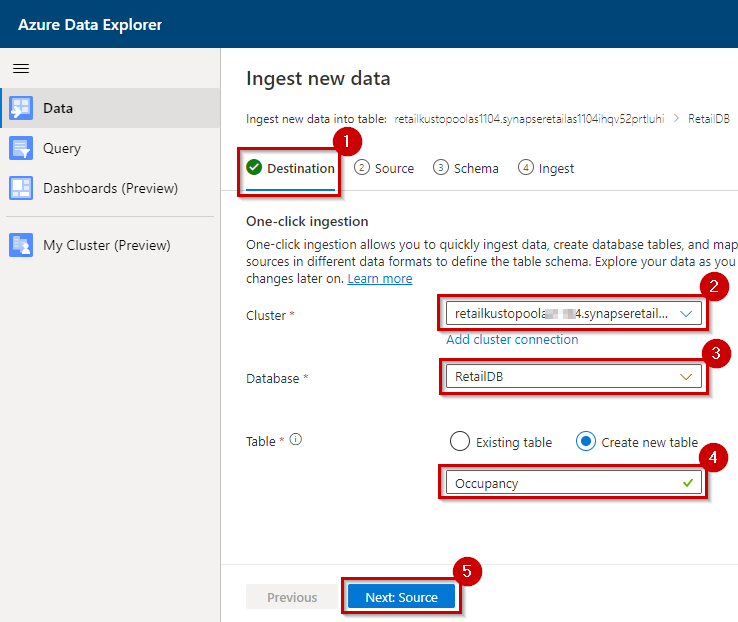 Azure Data Explorer
Data
Query
Dashboards (Preview)
My Cluster (Preview)
Ingest new data
Ingest new data into table: retailkustopoolas1104.synapseretailas1104ihqv52prtluhi > RetailDB
1
Destination
2 Source
3 Schema
4 Ingest
One-click ingestion
One-click ingestion allows you to quickly ingest data, create database tables, and map
sources in different data formats to define the table schema. Explore your data as you
changes later on. Learn more
2
Cluster *
retailkustopoola 4.synapseretail...
Add cluster connection
3
Database *
RetailDB
Table *
Existing table
Create new table
4
Occupancy
5
Previous
Next: Source